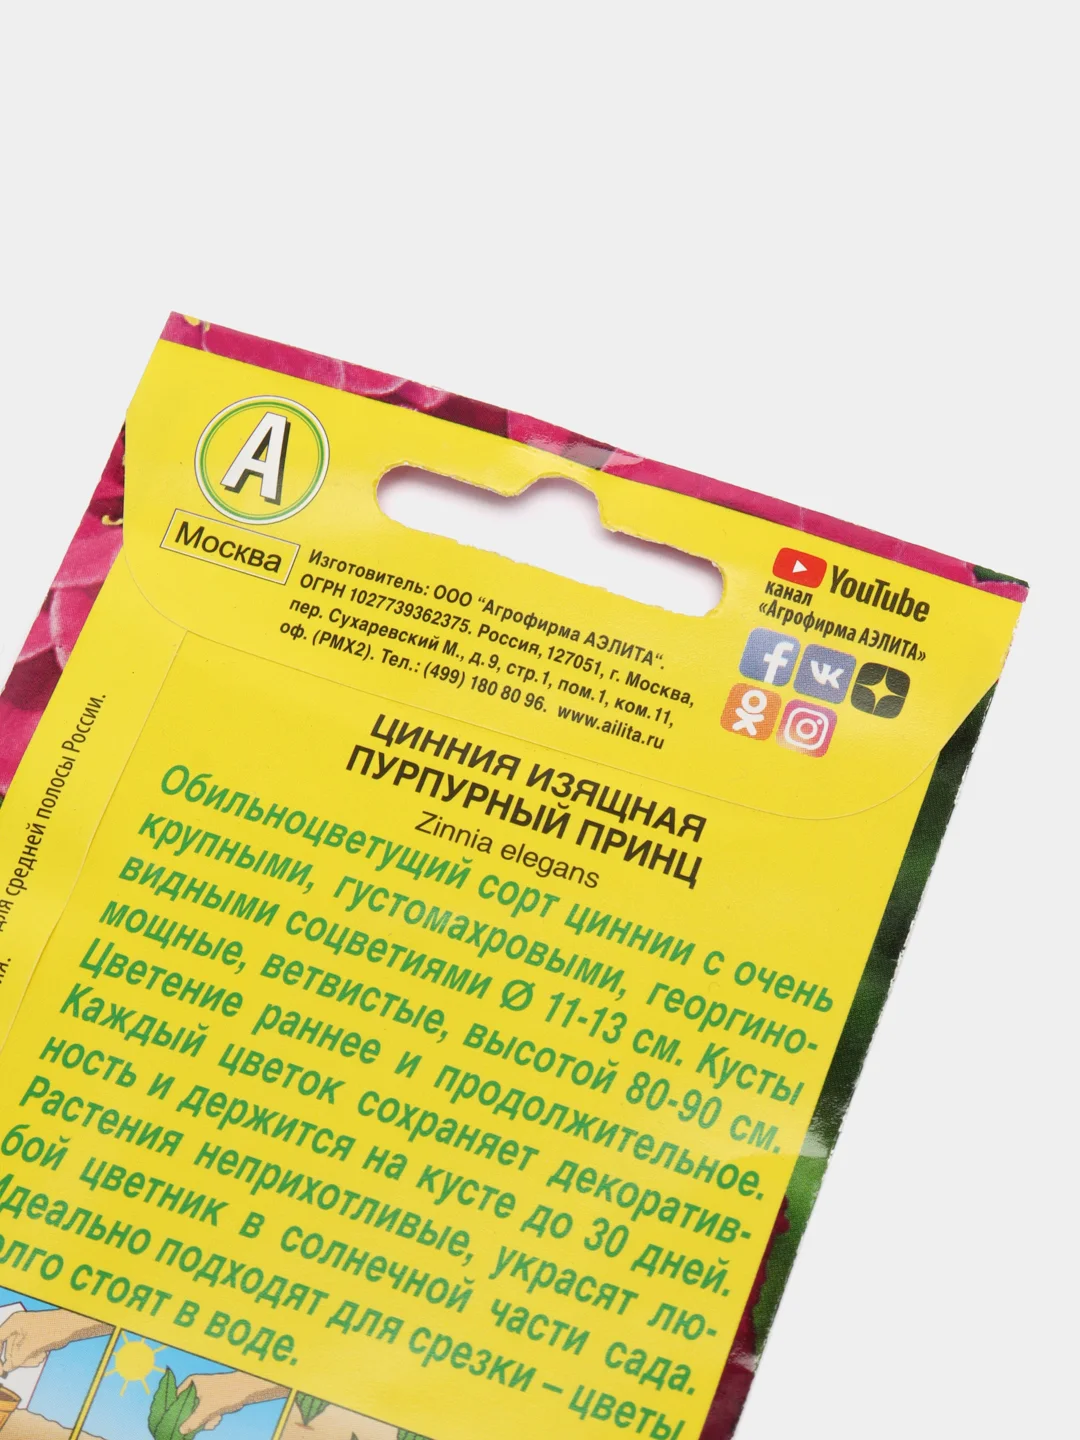 А
Москва
Изготовитель: ООО "Агрофирма АЭЛИТА".
ОГРН 1027739362375. Россия, 127051, г. Москва,
пер. Сухаревский М., д.9, стр.1, пом.1, ком.11,
оф. (РМХ2). Тел.: (499) 180 80 96. www.ailita.ru
YouTube
канал
«Агрофирма АЭЛИТА»
ЦИННИЯ ИЗЯЩНАЯ
ПУРПУРНЫЙ ПРИНЦ
Zinnia elegans
Обильноцветущий сорт циннии с очень
крупными, густомахровыми, георгино-
видными соцветиями Ø 11-13 см. Кусты
мощные, ветвистые, высотой 80-90 см.
Цветение раннее и продолжительное.
Каждый цветок сохраняет декоратив-
ность и держится на кусте до 30 дней.
Растения неприхотливые, украсят лю-
бой цветник в солнечной части сада.
Идеально подходят для срезки – цветы
долго стоят в воде.
для средней полосы России.